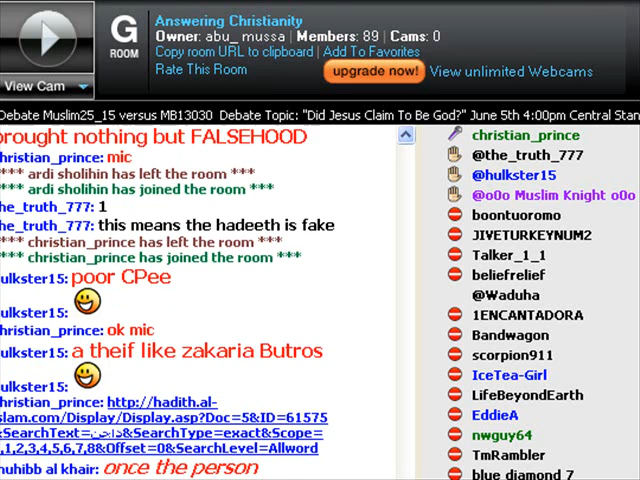 Answering Christianity
G
ROOM
Owner: abu_ mussa | Members: 89 | Cams: 0
Copy room URL to clipboard | Add To Favorites
Rate This Room
upgrade now!
View unlimited Webcams
View Cam
Debate Muslim25_15 versus MB13030 Debate Topic: "Did Jesus Claim To Be God?" June 5th 4:00pm Central Stan
brought nothing but FALSEHOOD
hristian_prince: mic
*** ardi sholihin has left the room ***
*** ardi sholihin has joined the room ***
he_truth_777: 1
he_truth_777: this means the hadeeth is fake
*** christian_prince has left the room ***
*** christian_prince has joined the room ***
ulkster15: poor CPee
ulkster15:
hristian_prince: ok mic
ulkster15: a theif like zakaria Butros
ulkster15:
hristian_prince: http://hadith.al-
slam.com/Display/Display.asp?Doc=5&ID=61575
&SearchText=داجن&SearchType=exact&Scope=
,1,2,3,4,5,6,7,8&Offset=0&SearchLevel=Allword
nuhibb al khair: once the person
christian_prince
@the_truth_777
@hulkster15
@o0o Muslim Knight o0o
boontuoromo
JIVETURKEYNUM2
Talker_1_1
beliefrelief
@Waduha
1ENCANTADORA
Bandwagon
scorpion911
IceTea-Girl
LifeBeyondEarth
EddieA
nwguy64
TmRambler
blue diamond 7